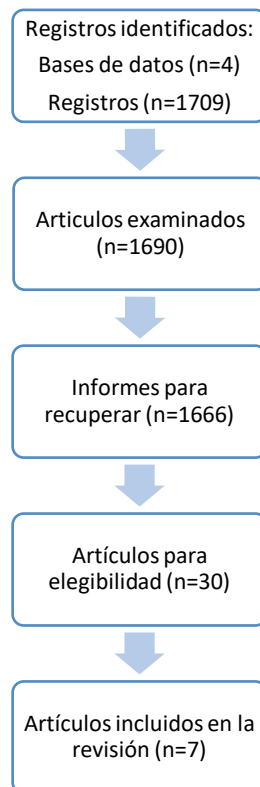 Registros identificados:
Bases de datos (n=4)
Registros (n=1709)
Articulos examinados
(n=1690)
Informes para
recuperar (n=1666)
Artículos para
elegibilidad (n=30)
Artículos incluidos en la
revisión (n=7)